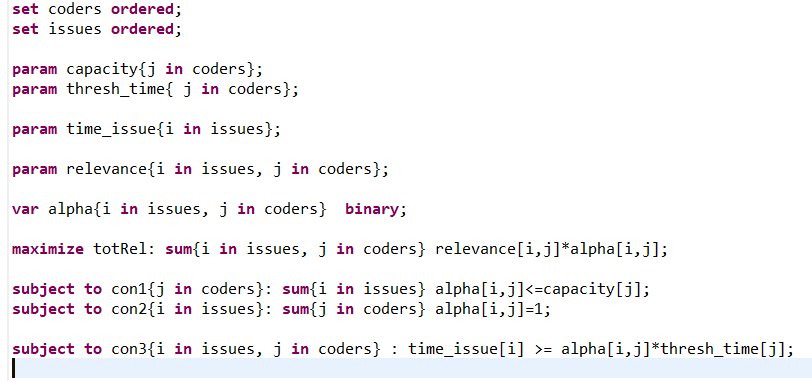 set coders ordered;
set issues ordered;
param capacity{j in coders};
param thresh_time{ j in coders};
param time_issue{i in issues};
param relevance{i in issues, j in coders};
var alpha{i in issues, j in coders}  binary;
maximize totRel: sum{i in issues, j in coders} relevance[i,j]*alpha[i,j];
subject to con1{j in coders}: sum{i in issues} alpha[i,j]<=capacity[j];
subject to con2{i in issues}: sum{j in coders} alpha[i,j]=1;
subject to con3{i in issues, j in coders} : time_issue[i] >= alpha[i,j]*thresh_time[j];